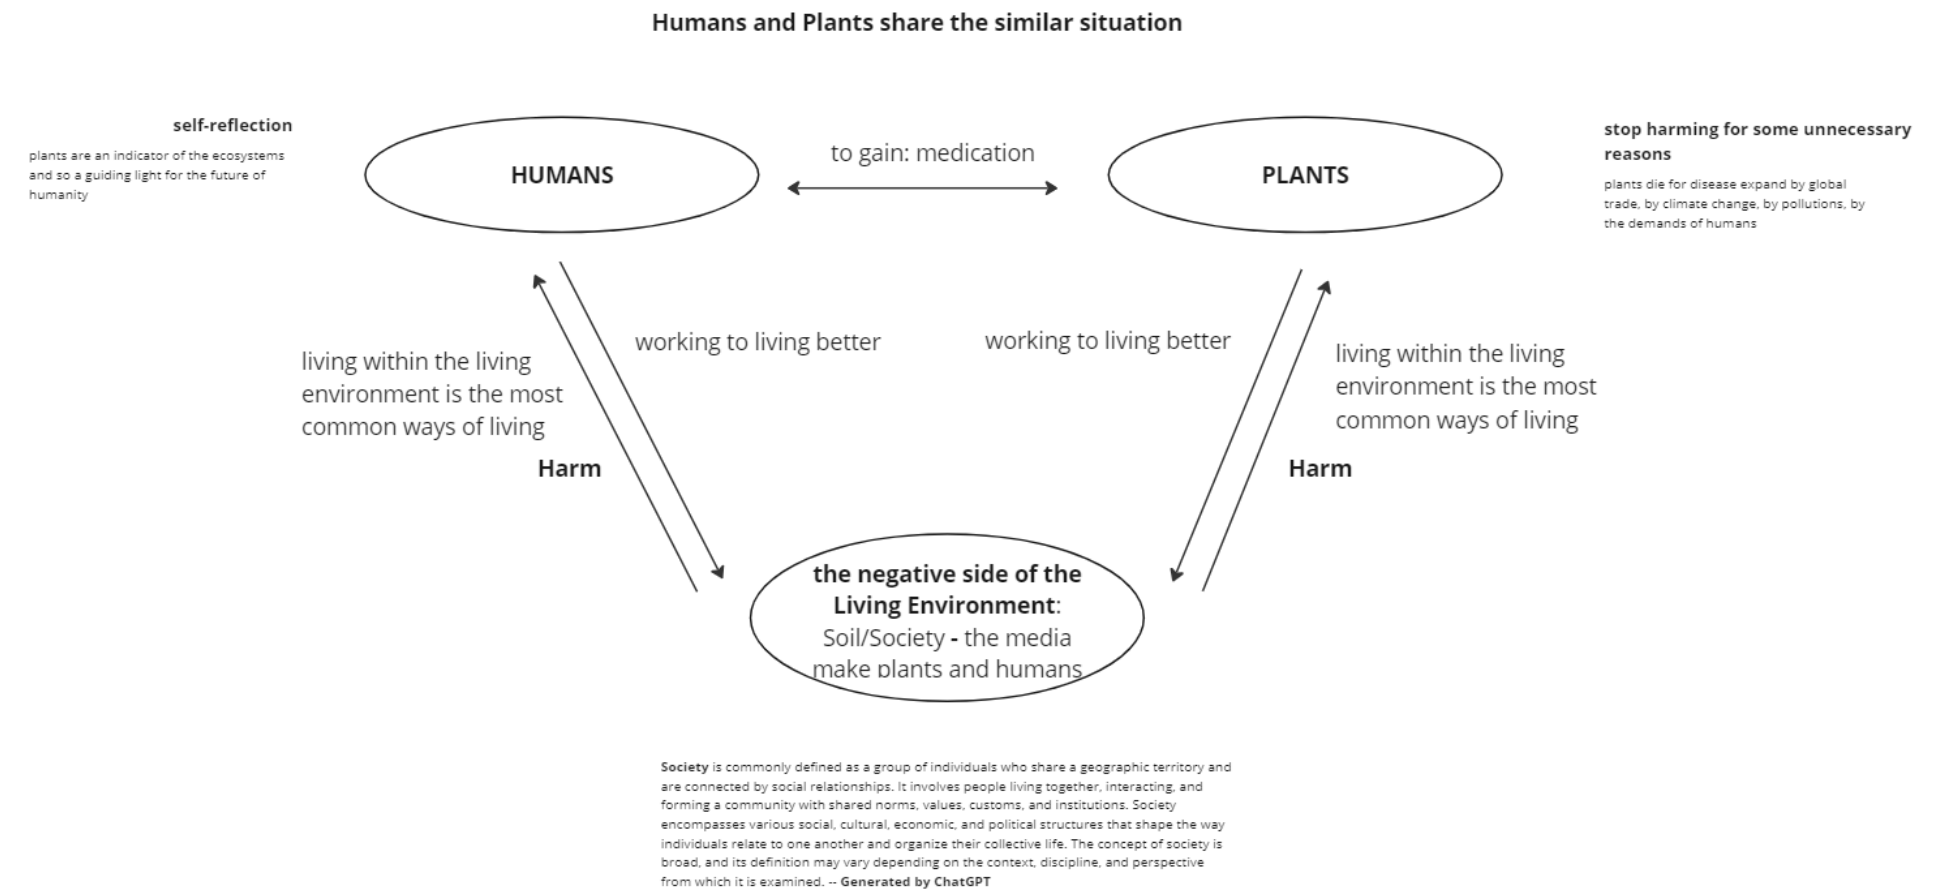 Humans and Plants share the similar situation
self-reflection
plants are an indicator of the ecosystems
and so a guiding light for the future of
humanity
HUMANS
to gain: medication
PLANTS
stop harming for some unnecessary
reasons
plants die for disease expand by global
trade, by climate change, by pollutions, by
the demands of humans
living within the living
environment is the most
common ways of living
Harm
working to living better
working to living better
living within the living
environment is the most
common ways of living
Harm
the negative side of the
Living Environment:
Soil/Society - the media
make plants and humans
Society is commonly defined as a group of individuals who share a geographic territory and
are connected by social relationships. It involves people living together, interacting, and
forming a community with shared norms, values, customs, and institutions. Society
encompasses various social, cultural, economic, and political structures that shape the way
individuals relate to one another and organize their collective life. The concept of society is
broad, and its definition may vary depending on the context, discipline, and perspective
from which it is examined. -- Generated by ChatGPT